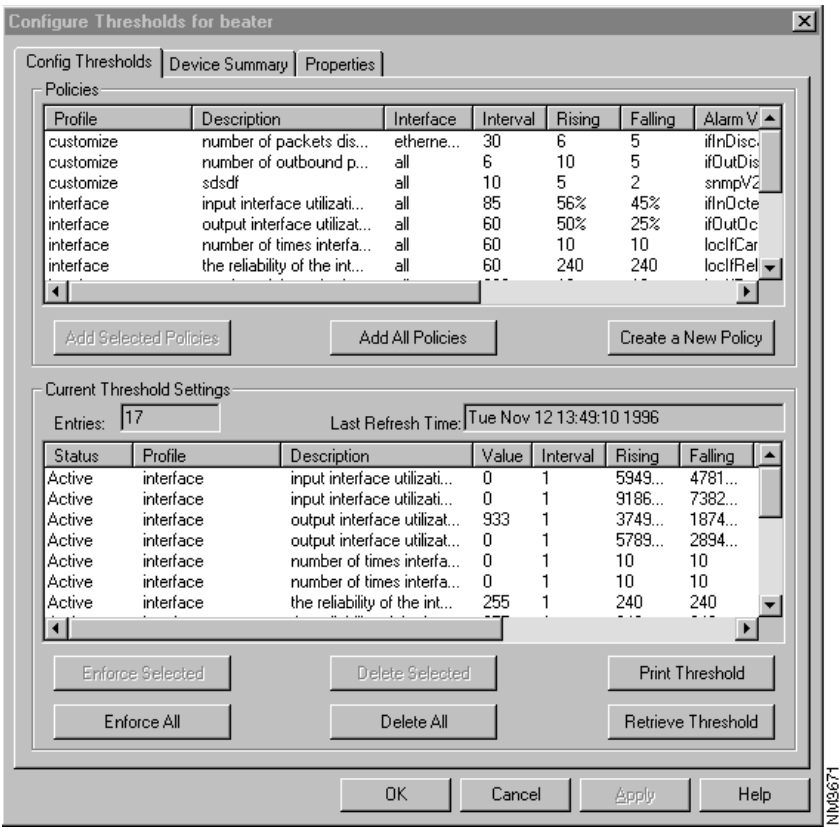 Configure Thresholds for beater
Config Thresholds Device Summary Properties
Policies
Profile Description Interface Interval Rising Falling Alarm V
customize number of packets dis... etherne... 30 6 5 ifInDisc
customize number of outbound p... all 6 10 5 ifOutDis
customize sdsdf all 10 5 2 snmpV2
interface input interface utilizati... all 85 56% 45% ifInOcte
interface output interface utilizat... all 60 50% 25% ifOutOc
interface number of times interfa... all 60 10 10 locIfCar
interface the reliability of the int... all 60 240 240 locIfRel
Add Selected Policies Add All Policies Create a New Policy
Current Threshold Settings
Entries: 17 Last Refresh Time: Tue Nov 12 13:49:10 1996
Status Profile Description Value Interval Rising Falling
Active interface input interface utilizati... 0 1 5949... 4781...
Active interface input interface utilizati... 0 1 9186... 7382...
Active interface output interface utilizat... 933 1 3749... 1874...
Active interface output interface utilizat... 0 1 5789... 2894...
Active interface number of times interfa... 0 1 10 10
Active interface number of times interfa... 0 1 10 10
Active interface the reliability of the int... 255 1 240 240
Enforce Selected Delete Selected Print Threshold
Enforce All Delete All Retrieve Threshold
OK Cancel Apply Help
NM9671